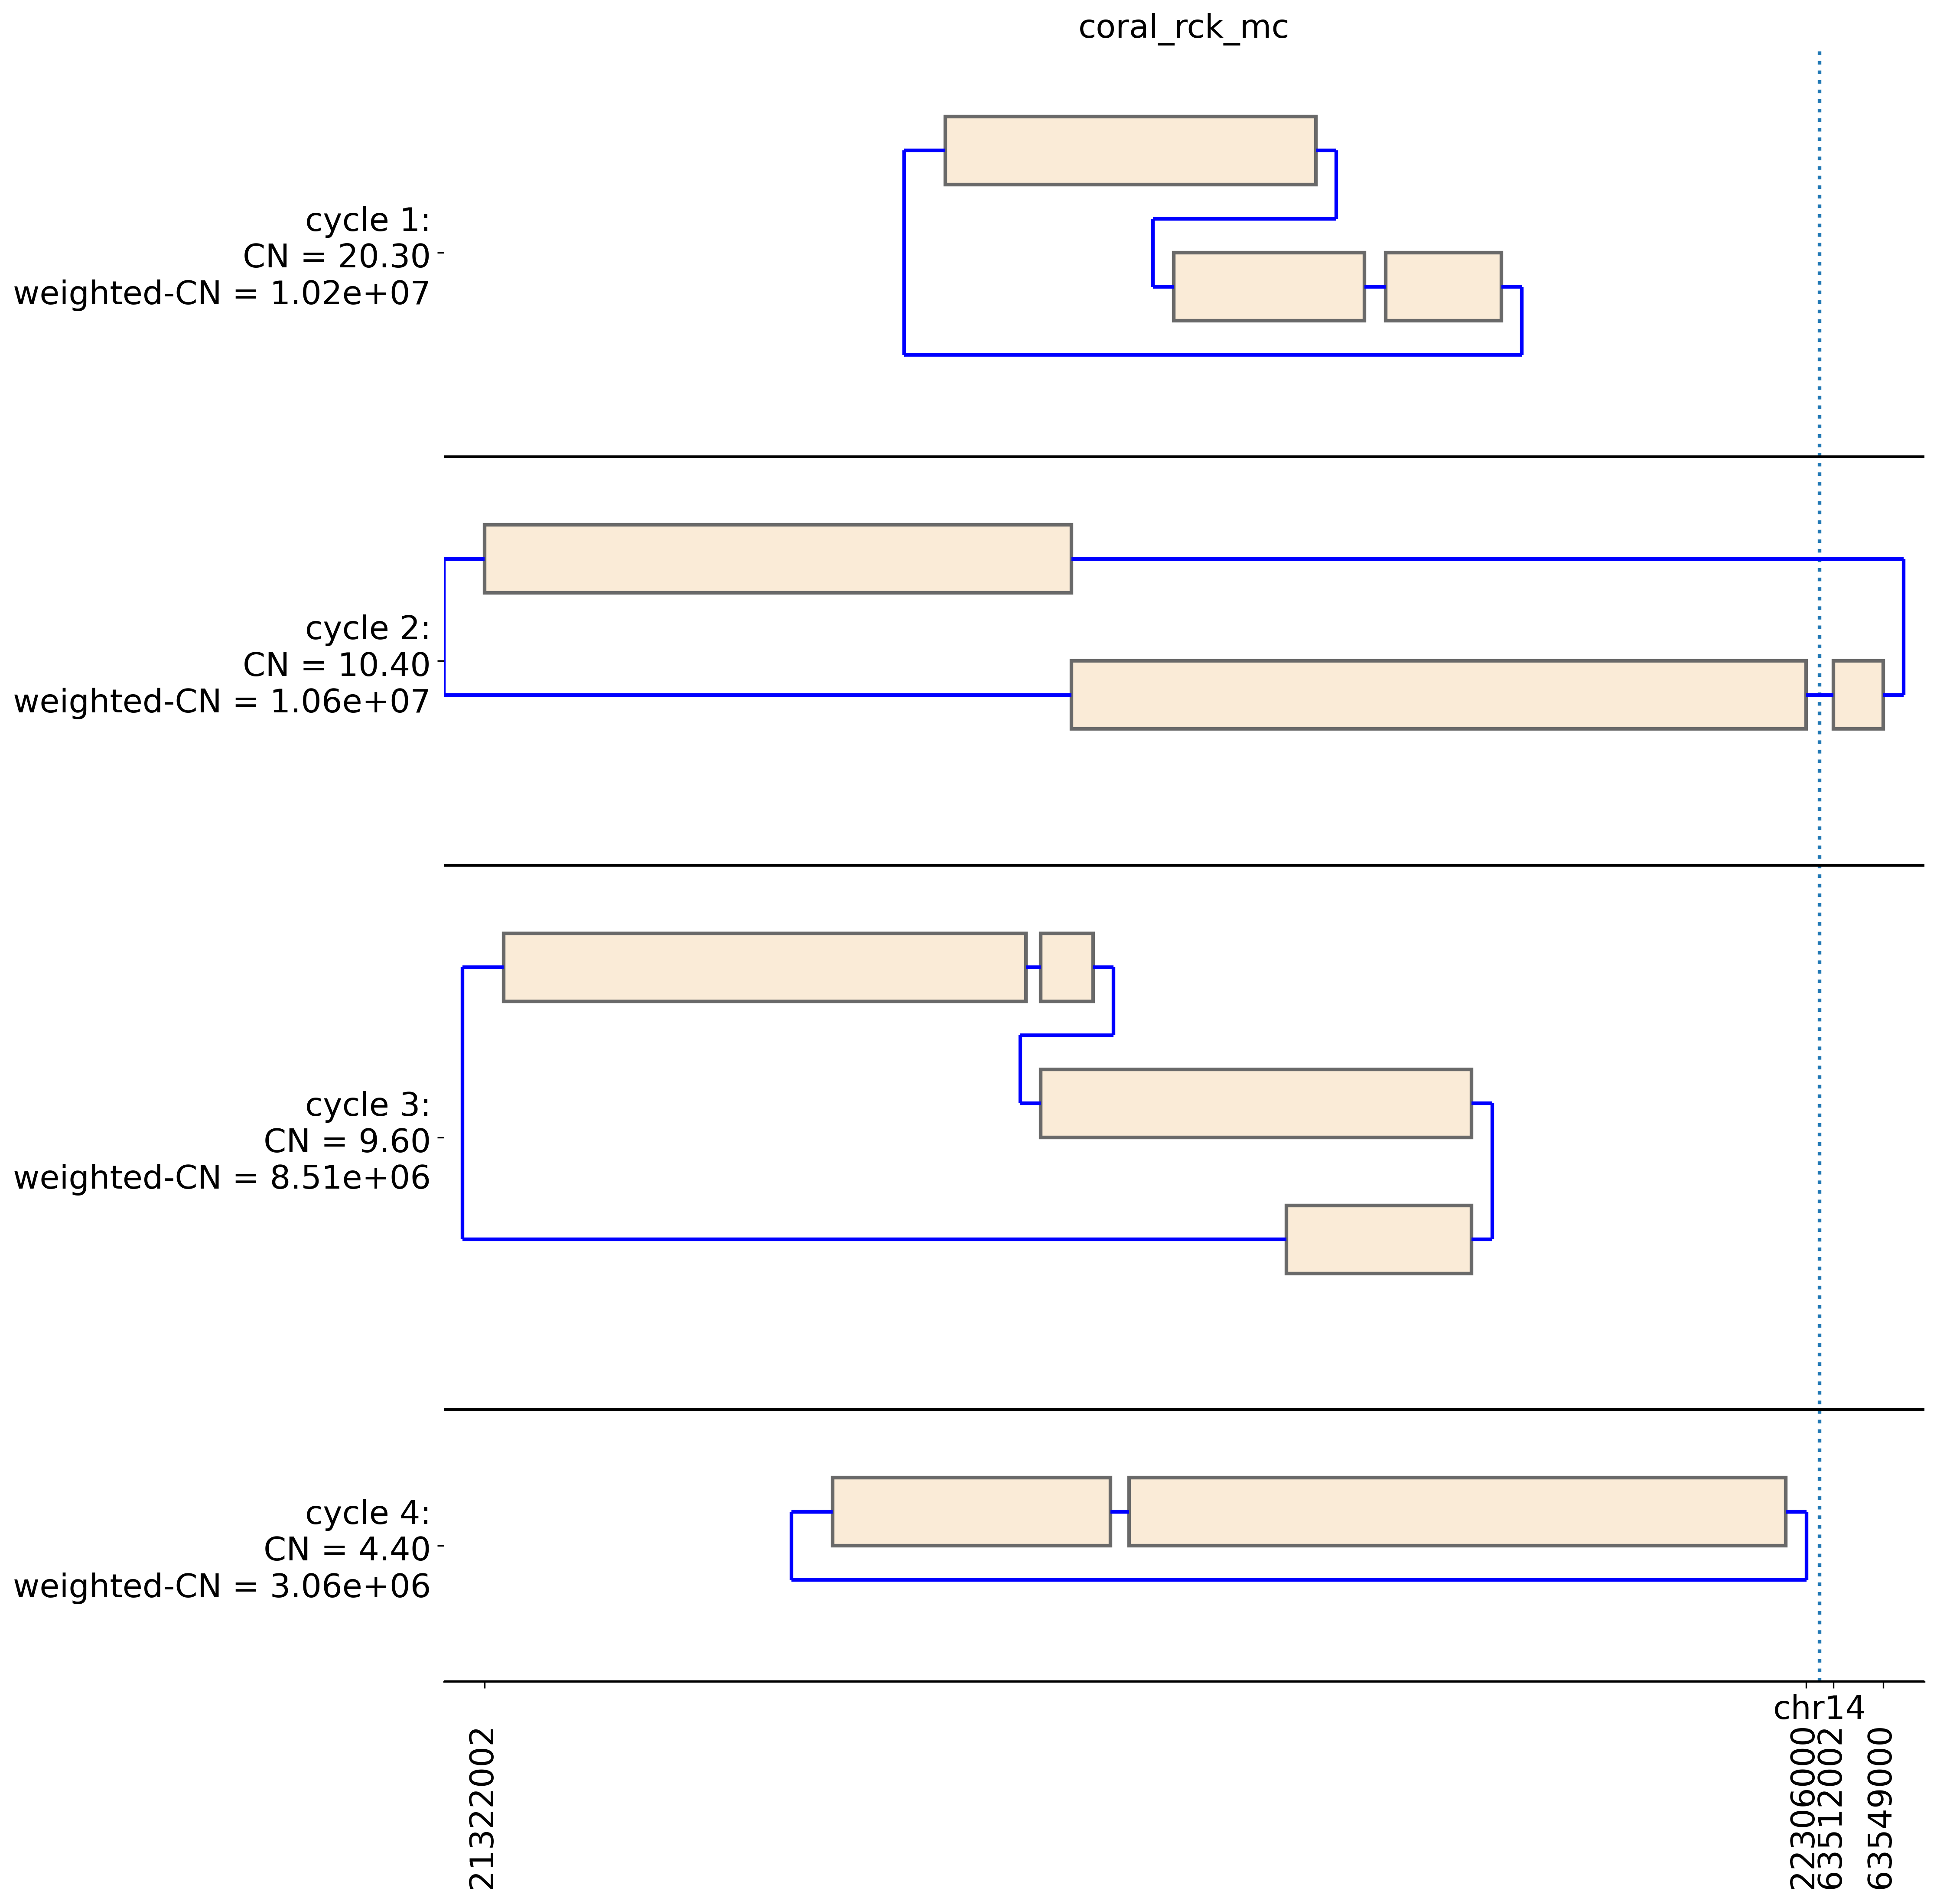 coral_rck_mc
cycle 1:
CN = 20.30
weighted-CN = 1.02e+07
cycle 2:
CN = 10.40
weighted-CN = 1.06e+07
cycle 3:
CN = 9.60
weighted-CN = 8.51e+06
cycle 4:
CN = 4.40
weighted-CN = 3.06e+06
chr14
21322002
22306000
63512002
63549000